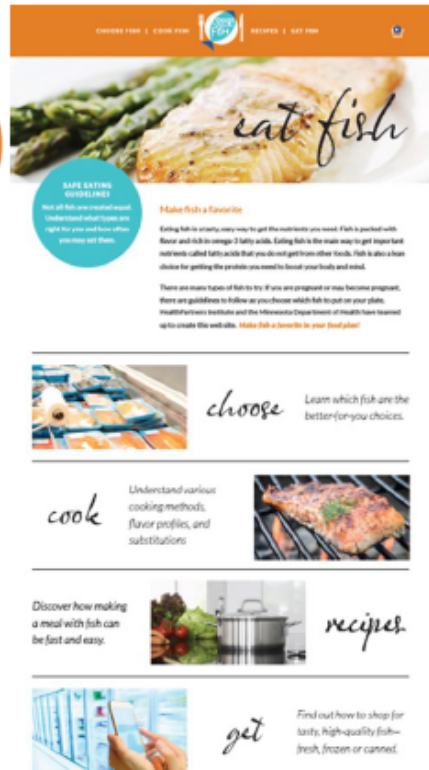 CHOOSE FISH | COOK FISH
RECIPES | EAT FISH
FISH
eat fish
SAFE EATING
GUIDELINES
Not all fish are created equal.
Understand what types are
right for you and how often
you may eat them.
Make fish a favorite
Eating fish is a tasty, easy way to get the nutrients you need. Fish is packed with
flavor and rich in omega-3 fatty acids. Eating fish is the main way to get important
nutrients called fatty acids that you do not get from other foods. Fish is also a lean
choice for getting the protein you need to boost your body and mind.
There are many types of fish to try. If you are pregnant or may become pregnant,
there are guidelines to follow as you choose which fish to put on your plate.
HealthPartners Institute and the Minnesota Department of Health have teamed
up to create this web site. Make fish a favorite in your food plan!
choose
Learn which fish are the
better-for-you choices.
cook
Understand various
cooking methods,
flavor profiles, and
substitutions
Discover how making
a meal with fish can
be fast and easy.
recipes
get
Find out how to shop for
tasty, high-quality fish—
fresh, frozen or canned.